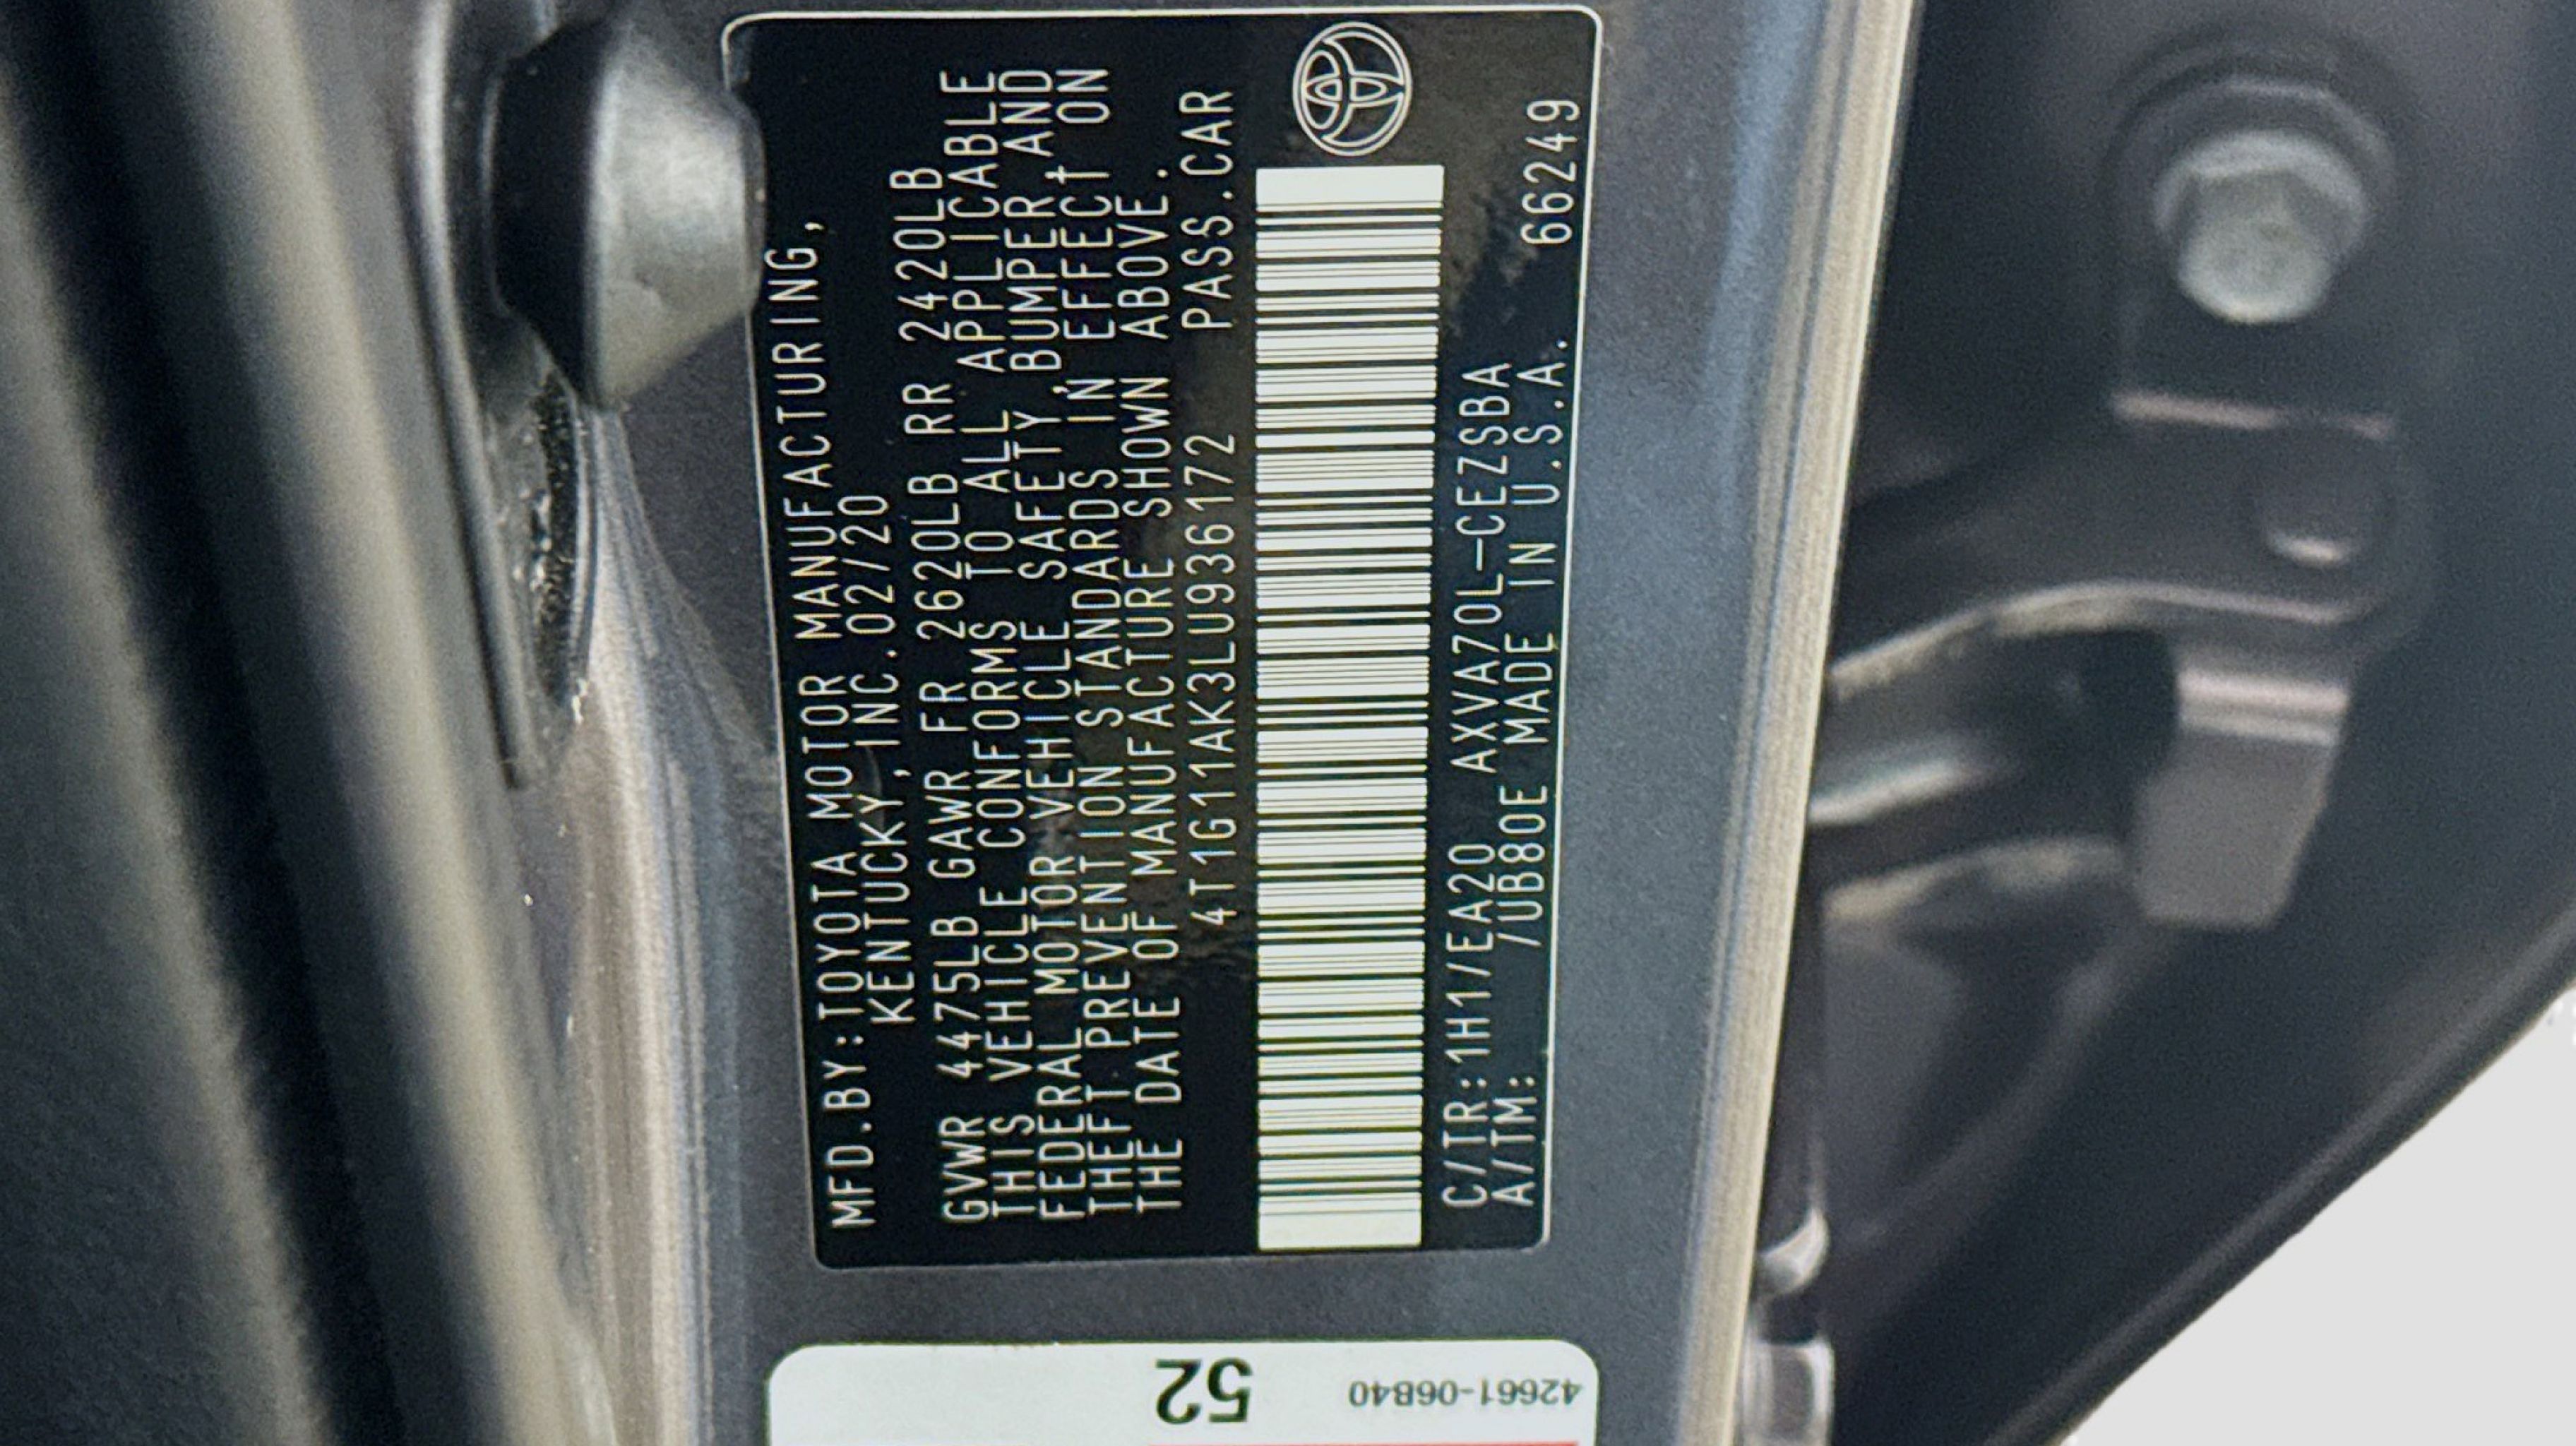 MFD.BY:TOYOTA MOTOR MANUFACTURING,
KENTUCKY,INC.02/20
GVWR 4475LB GAWR FR 2620LB RR 2420LB
THIS VEHICLE CONFORMS TO ALL APPLICABLE
FEDERAL MOTOR VEHICLE SAFETY,BUMPER,AND
THEFT PREVENTION STANDARDS IN EFFECT ON
THE DATE OF MANUFACTURE SHOWN ABOVE.
4T1G11AK3LU936172 PASS.CAR
C/TR:1H1/EA20 AXVA70L-CEZSBA
A/TM: /UB80E MADE IN U.S.A. 66249
52
42661-06B40